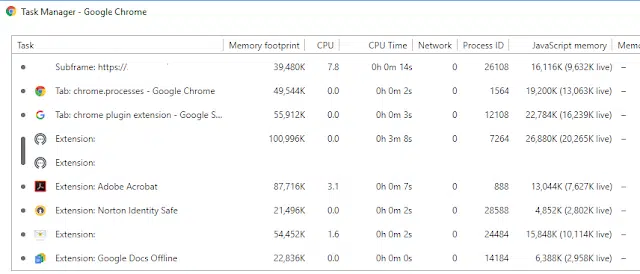 Task Manager - Google Chrome
Task Memory footprint CPU CPU Time Network Process ID JavaScript memory Memo
Subframe: https://. 39,480K 7.8 0h 0m 14s 0 26108 16,116K (9,632K live) –
Tab: chrome.processes - Google Chrome 49,544K 0.0 0h 0m 2s 0 1564 19,200K (13,063K live) –
Tab: chrome plugin extension - Google S... 55,912K 0.0 0h 0m 3s 0 12108 22,784K (16,239K live) –
Extension: 100,996K 0.0 0h 3m 8s 0 7264 26,880K (20,265K live) –
Extension:
Extension: Adobe Acrobat 87,716K 3.1 0h 0m 7s 0 888 13,044K (7,627K live) –
Extension: Norton Identity Safe 21,496K 0.0 0h 0m 0s 0 28588 4,852K (2,802K live) –
Extension: 54,452K 1.6 0h 0m 2s 0 24484 15,848K (10,114K live) –
Extension: Google Docs Offline 22,836K 0.0 0h 0m 0s 0 14184 6,388K (2,958K live) –